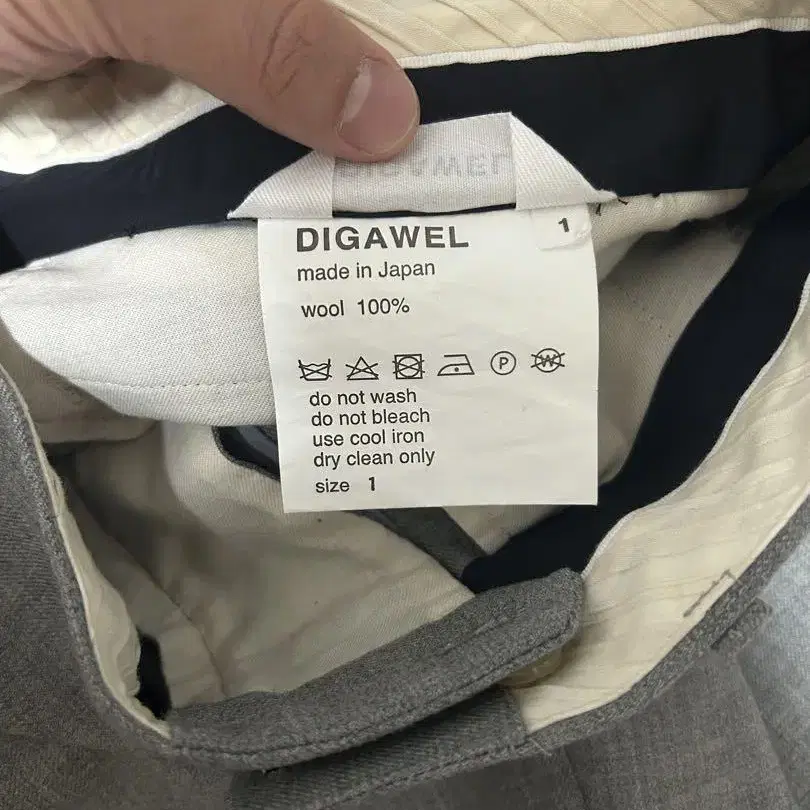 DIGAWEL
DIGAWEL 1
made in Japan
wool 100%
P W
do not wash
do not bleach
use cool iron
dry clean only
size 1